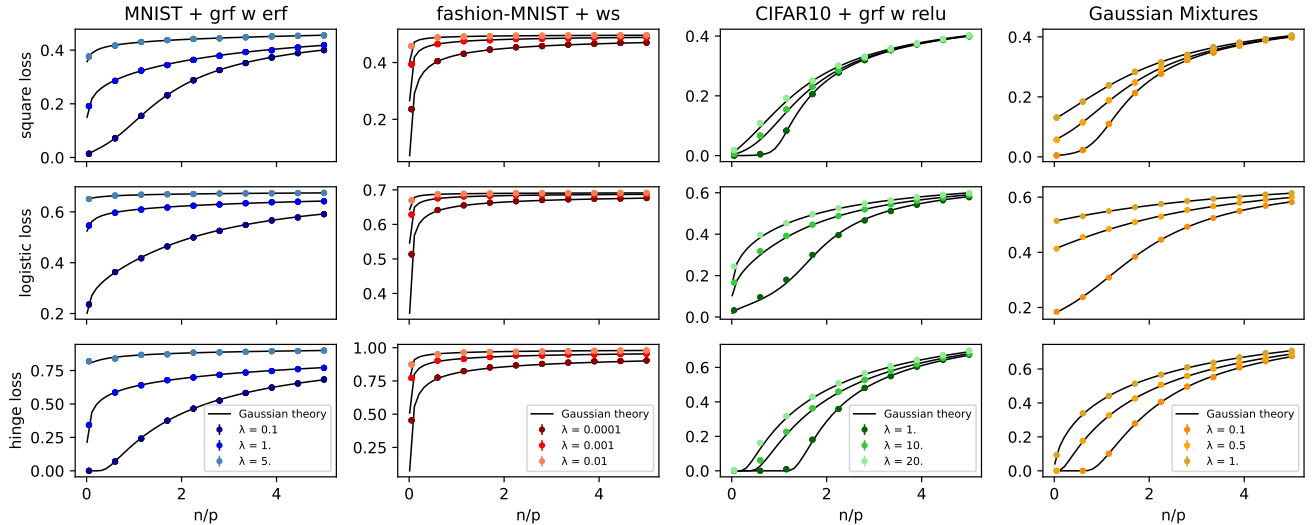 MNIST + grf w erf
fashion-MNIST + ws
CIFAR10 + grf w relu
Gaussian Mixtures
square loss
0.4
0.2
0.0
0.4
0.2
0.4
0.2
0.0
0.4
0.2
0.0
logistic loss
0.6
0.4
0.2
0.7
0.6
0.5
0.4
0.6
0.4
0.2
0.0
0.6
0.4
0.2
hinge loss
0.75
0.50
0.25
0.00
Gaussian theory
λ = 0.1
λ = 1.
λ = 5.
0 2 4
n/p
1.00
0.75
0.50
0.25
Gaussian theory
λ = 0.0001
λ = 0.001
λ = 0.01
0 2 4
n/p
0.6
0.4
0.2
0.0
Gaussian theory
λ = 1.
λ = 10.
λ = 20.
0 2 4
n/p
0.6
0.4
0.2
0.0
Gaussian theory
λ = 0.1
λ = 0.5
λ = 1.
0 2 4
n/p